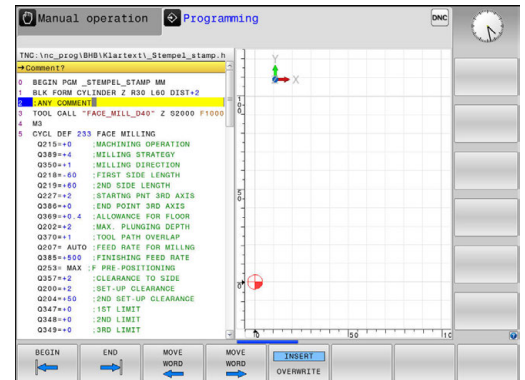 Manual operation
Programming
DNC
TNC:\nc_prog\BHB\Klartext\_Stempel_stamp.h
→Comment?
0 BEGIN PGM _STEMPEL_STAMP MM
1 BLK FORM CYLINDER Z R30 L60 DIST+2
2 ;ANY COMMENT
3 TOOL CALL "FACE_MILL_D40" Z S2000 F1000
4 M3
5 CYCL DEF 233 FACE MILLING
Q215=+0 ;MACHINING OPERATION
Q389=+4 ;MILLING STRATEGY
Q350=+1 ;MILLING DIRECTION
Q218=-60 ;FIRST SIDE LENGTH
Q219=+60 ;2ND SIDE LENGTH
Q227=+2 ;STARTNG PNT 3RD AXIS
Q386=+0 ;END POINT 3RD AXIS
Q369=+0.4 ;ALLOWANCE FOR FLOOR
Q202=+2 ;MAX. PLUNGING DEPTH
Q370=+1 ;TOOL PATH OVERLAP
Q207= AUTO ;FEED RATE FOR MILLNG
Q385=+500 ;FINISHING FEED RATE
Q253= MAX ;F PRE-POSITIONING
Q357=+2 ;CLEARANCE TO SIDE
Q200=+2 ;SET-UP CLEARANCE
Q204=+50 ;2ND SET-UP CLEARANCE
Q347=+0 ;1ST LIMIT
Q348=+0 ;2ND LIMIT
Q349=+0 ;3RD LIMIT
Y
X
100
50
0
0
50
BEGIN
END
MOVE
WORD
MOVE
WORD
INSERT
OVERWRITE